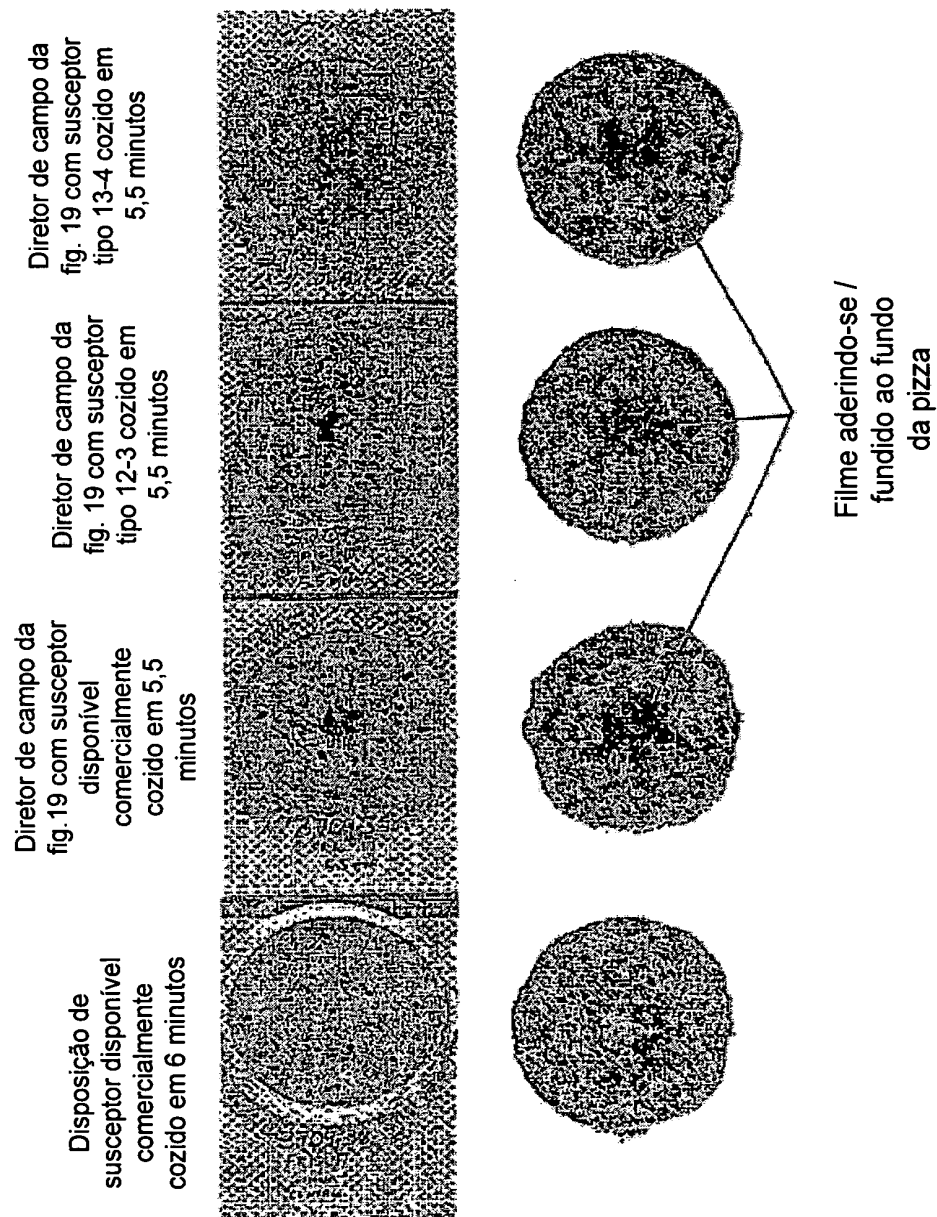 Disposição de
susceptor disponível
comercialmente
cozido em 6 minutos
Diretor de campo da
fig.19 com susceptor
disponível
comercialmente
cozido em 5,5
minutos
Diretor de campo da
fig. 19 com susceptor
tipo 12-3 cozido em
5,5 minutos
Diretor de campo da
fig. 19 com susceptor
tipo 13-4 cozido em
5,5 minutos
Filme aderindo-se /
fundido ao fundo
da pizza